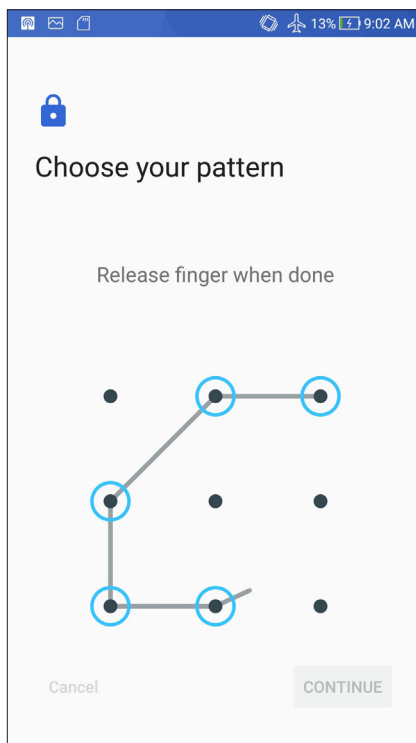 13% 9:02 AM
Choose your pattern
Release finger when done
Cancel CONTINUE